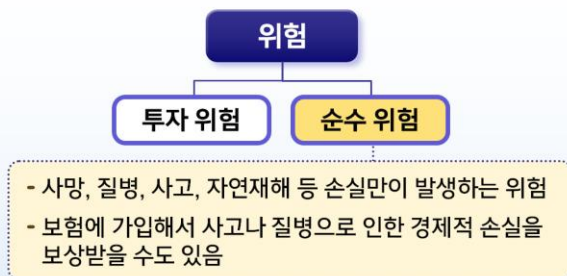 위험
투자 위험
순수 위험
- 사망, 질병, 사고, 자연재해 등 손실만이 발생하는 위험
- 보험에 가입해서 사고나 질병으로 인한 경제적 손실을
보상받을 수도 있음